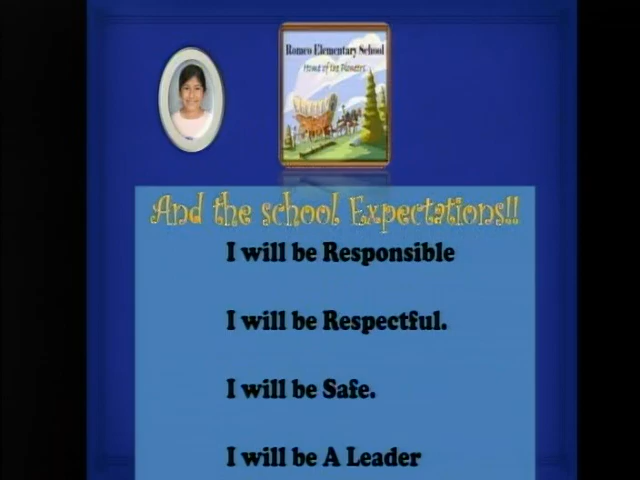 Romeo Elementary School
Home of the Pioneers
And the school Expectations!!
I will be Responsible
I will be Respectful.
I will be Safe.
I will be A Leader